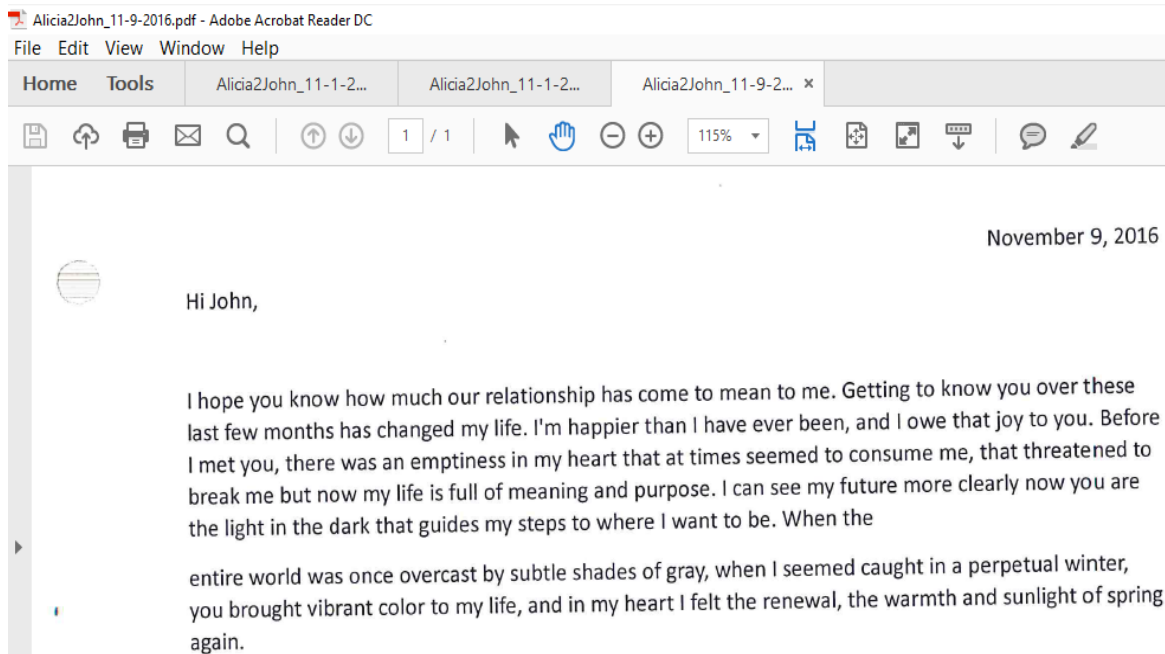 Alicia2John_11-9-2016.pdf - Adobe Acrobat Reader DC
File Edit View Window Help
Home Tools Alicia2John_11-1-2... Alicia2John_11-1-2... Alicia2John_11-9-2... ×
1 / 1 115%
November 9, 2016
Hi John,
I hope you know how much our relationship has come to mean to me. Getting to know you over these
last few months has changed my life. I'm happier than I have ever been, and I owe that joy to you. Before
I met you, there was an emptiness in my heart that at times seemed to consume me, that threatened to
break me but now my life is full of meaning and purpose. I can see my future more clearly now you are
the light in the dark that guides my steps to where I want to be. When the
entire world was once overcast by subtle shades of gray, when I seemed caught in a perpetual winter,
you brought vibrant color to my life, and in my heart I felt the renewal, the warmth and sunlight of spring
again.